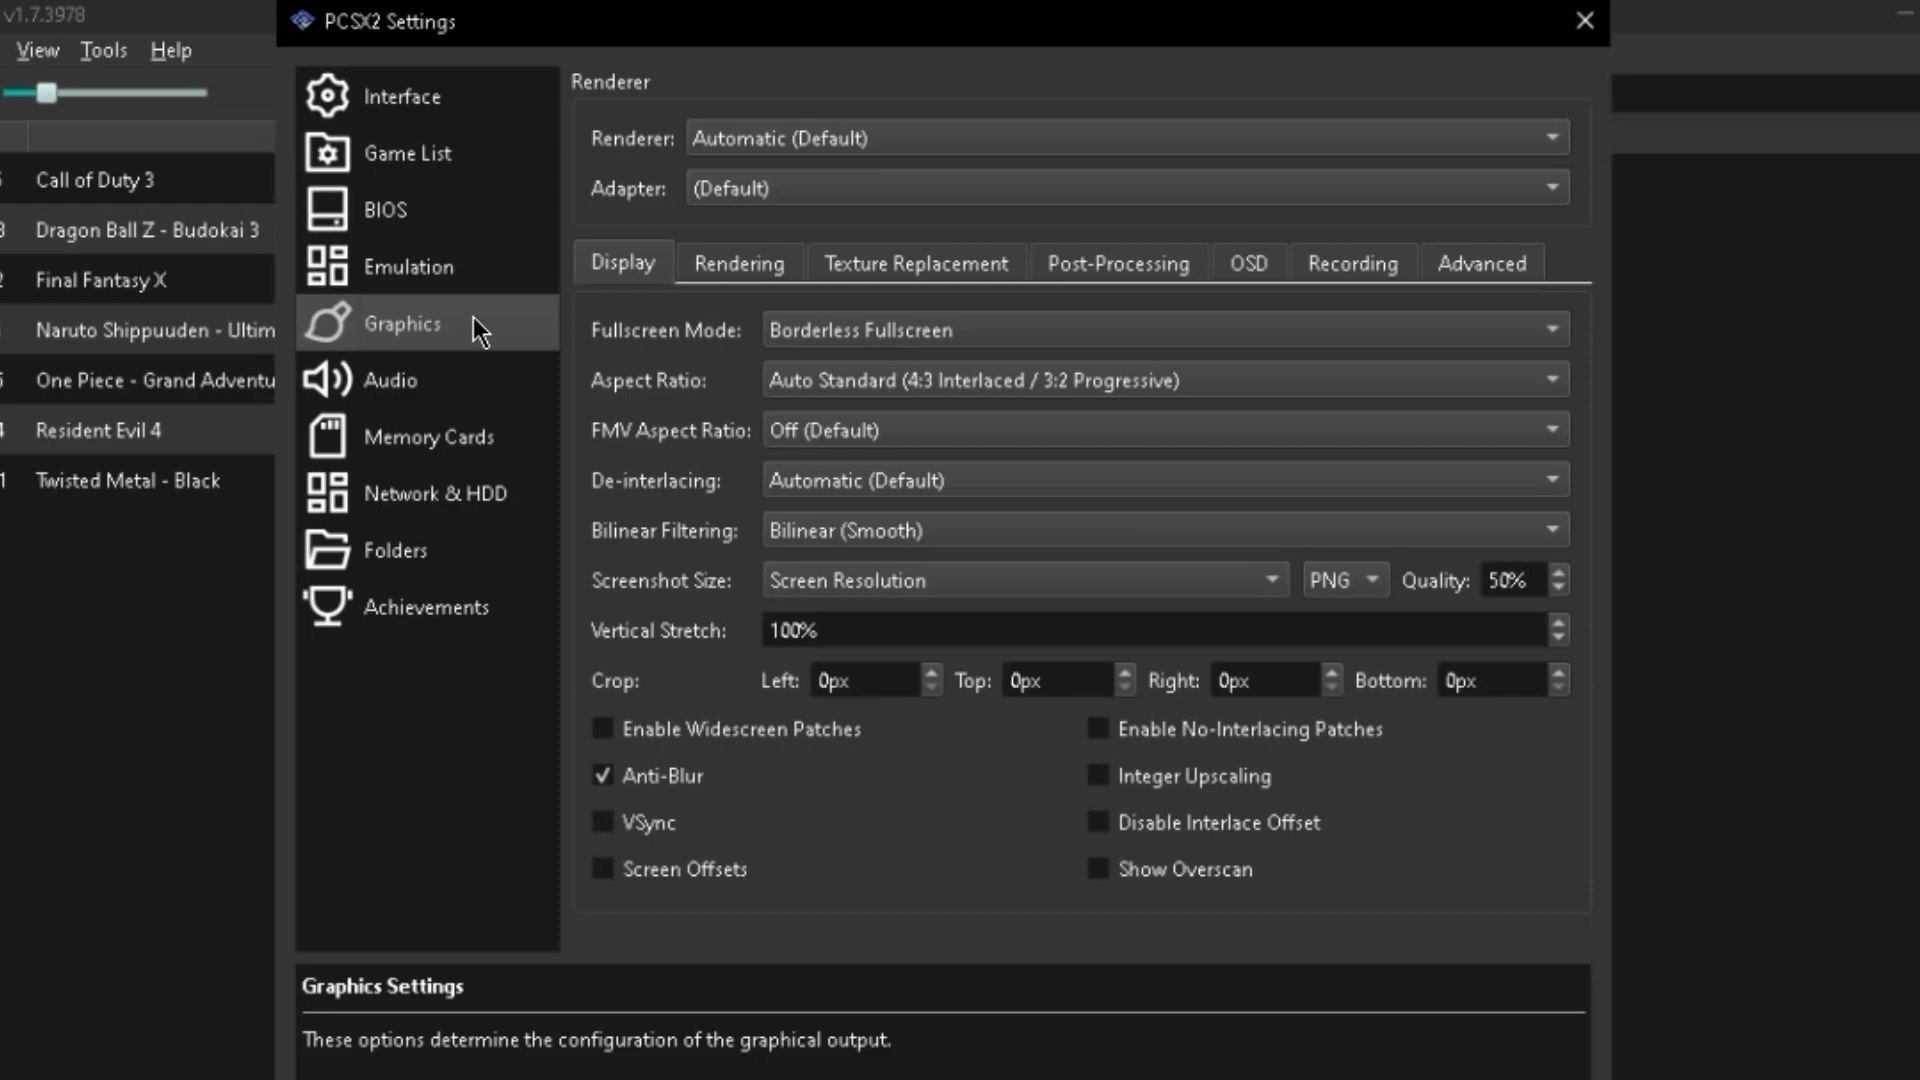 v1.7.3978
PCSX2 Settings
View Tools Help
Call of Duty 3
Dragon Ball Z - Budokai 3
Final Fantasy X
Naruto Shippuuden - Ultim
One Piece - Grand Adventu
Resident Evil 4
Twisted Metal - Black
Interface
Game List
BIOS
Emulation
Graphics
Audio
Memory Cards
Network & HDD
Folders
Achievements
Renderer
Renderer: Automatic (Default)
Adapter: (Default)
Display Rendering Texture Replacement Post-Processing OSD Recording Advanced
Fullscreen Mode: Borderless Fullscreen
Aspect Ratio: Auto Standard (4:3 Interlaced / 3:2 Progressive)
FMV Aspect Ratio: Off (Default)
De-interlacing: Automatic (Default)
Bilinear Filtering: Bilinear (Smooth)
Screenshot Size: Screen Resolution PNG Quality: 50%
Vertical Stretch: 100%
Crop: Left: 0px Top: 0px Right: 0px Bottom: 0px
Enable Widescreen Patches Enable No-Interlacing Patches
Anti-Blur Integer Upscaling
VSync Disable Interlace Offset
Screen Offsets Show Overscan
Graphics Settings
These options determine the configuration of the graphical output.